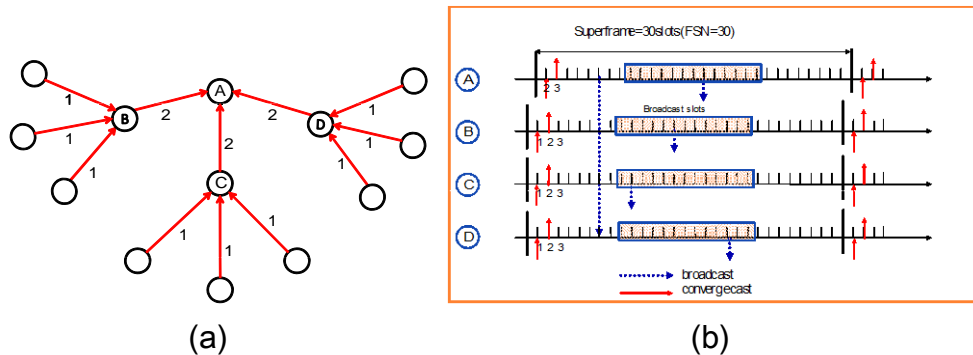 A
B
D
C
1
1
1
2
2
2
1
1
1
1
1
1
(a)
Superframe=30slots(FSN=30)
A
2 3
Broadcast slots
B
1 2 3
C
1 2 3
D
1 2 3
broadcast
convergecast
(b)